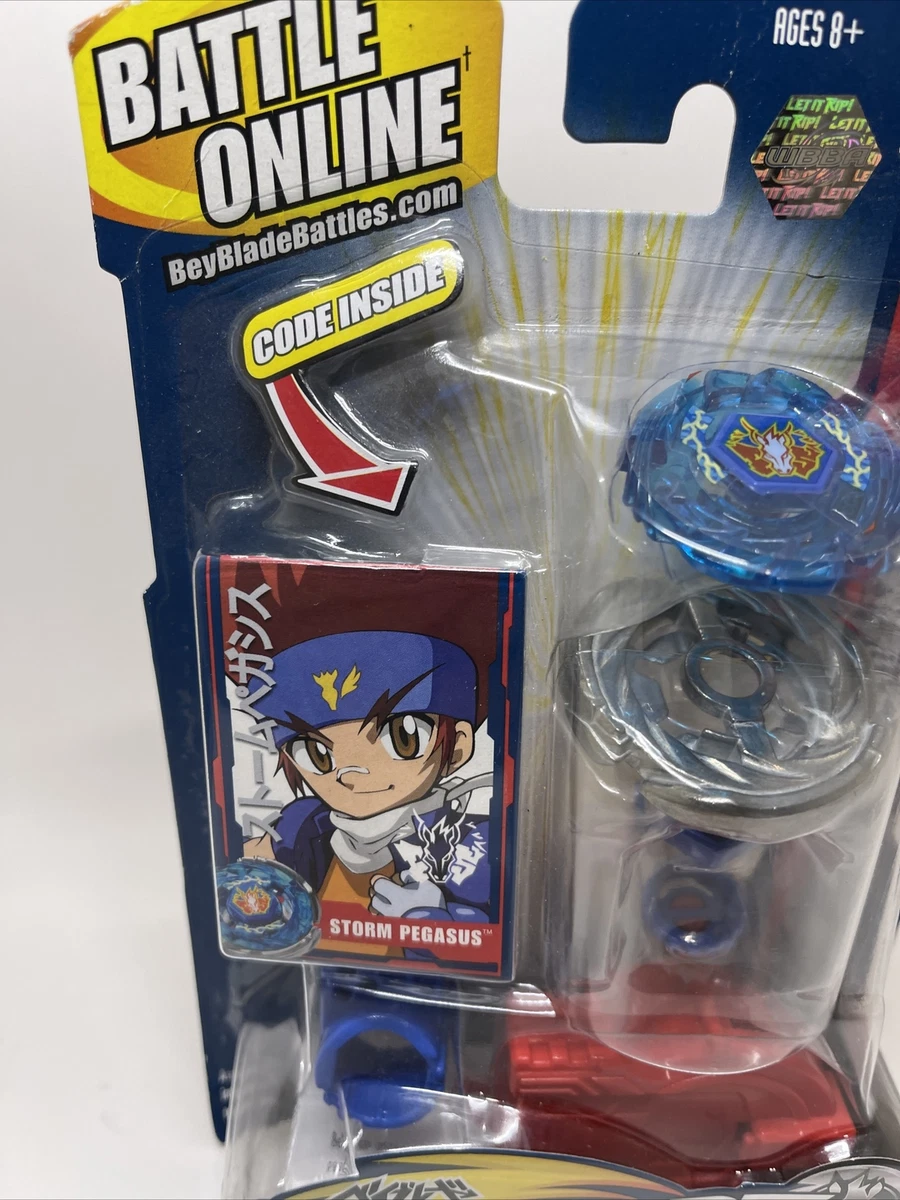 BATTLE
ONLINE†
BeyBladeBattles.com
CODE INSIDE
AGES 8+
LET IT RIP!
WBBA
ストームペガシス
STORM PEGASUS™